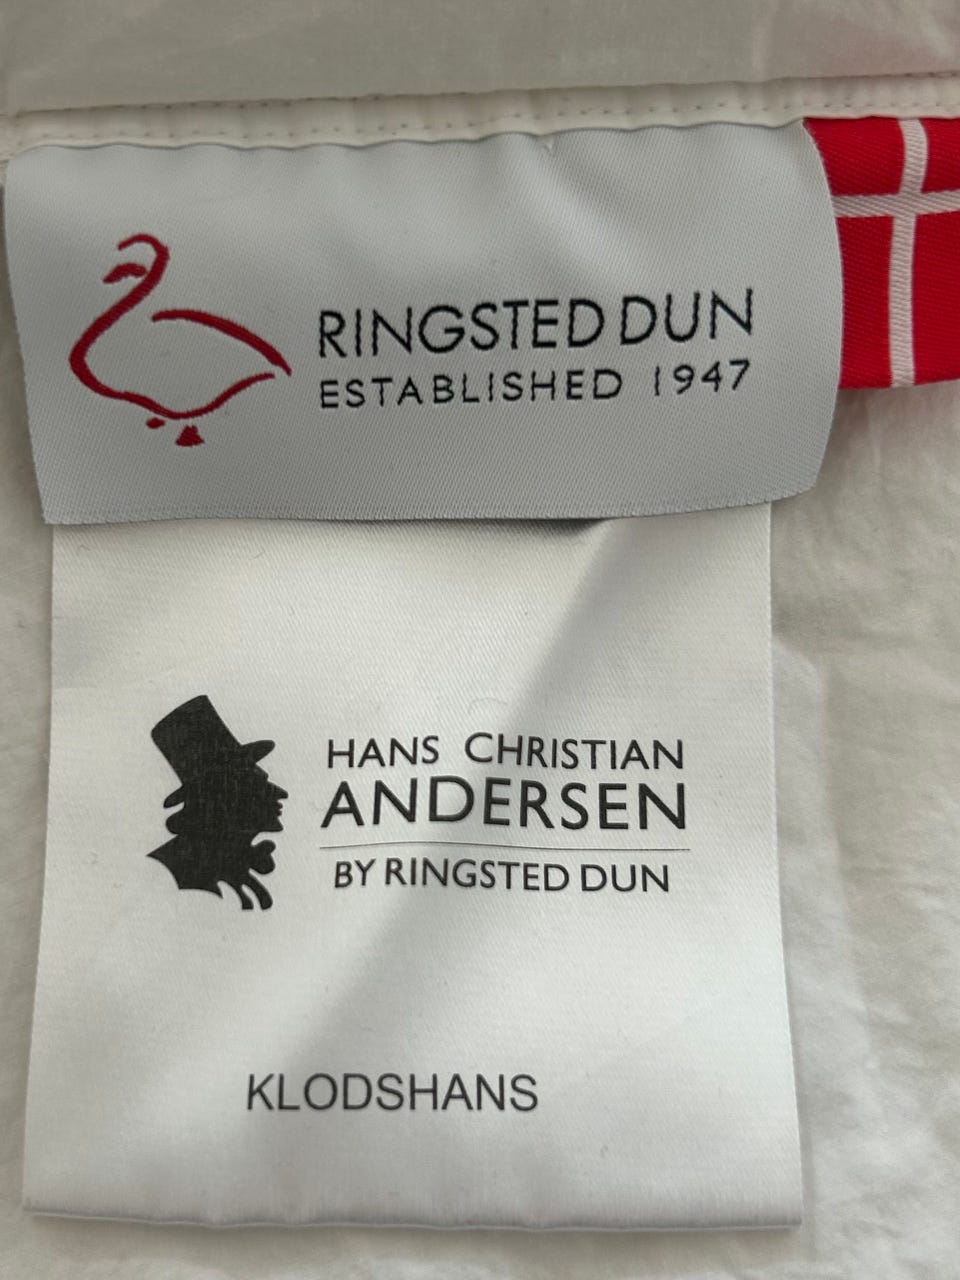 RINGSTED DUN
ESTABLISHED 1947
HANS CHRISTIAN
ANDERSEN
BY RINGSTED DUN
KLODSHANS